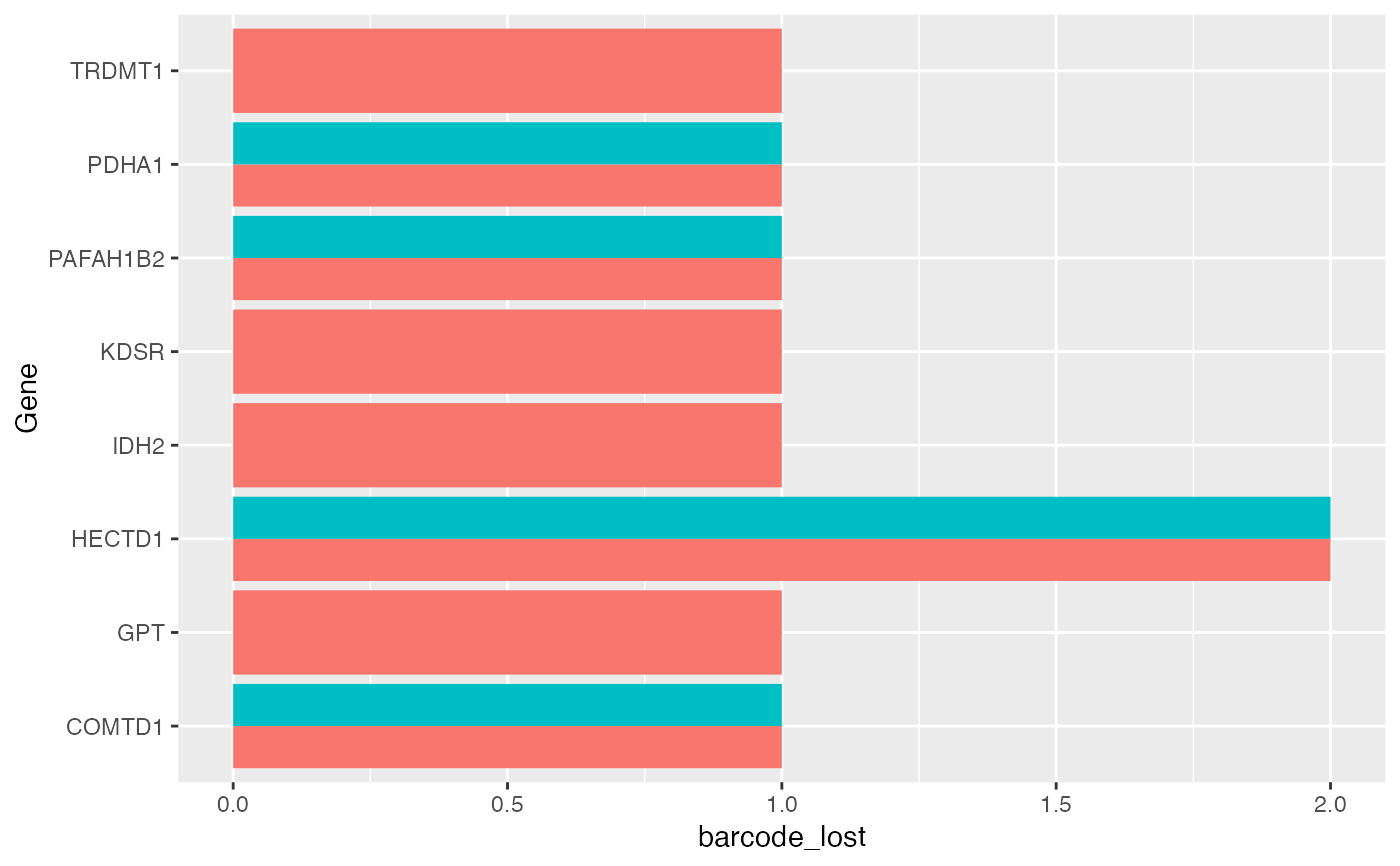 TRDMT1
PDHA1
PAFAH1B2
KDSR
IDH2
HECTD1
GPT
COMTD1
Gene
0.0 0.5 1.0 1.5 2.0
barcode_lost